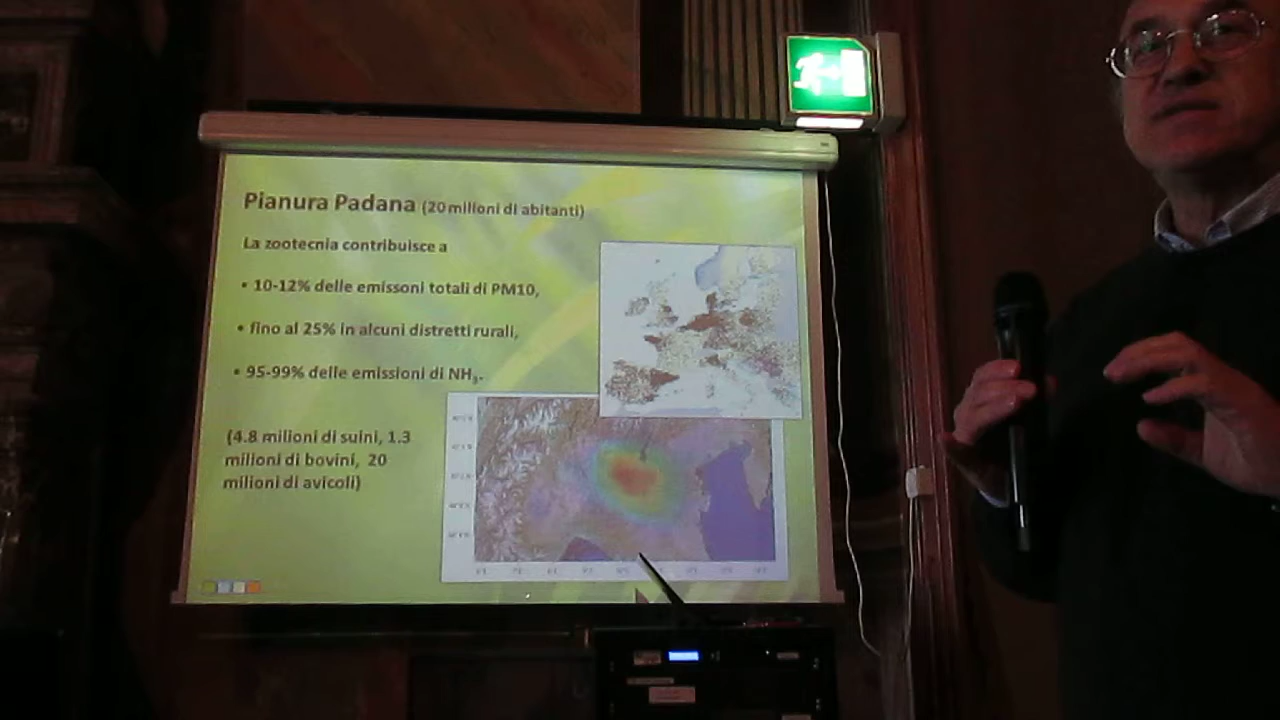 Pianura Padana (20 milioni di abitanti)
La zootecnia contribuisce a
• 10-12% delle emissoni totali di PM10,
• fino al 25% in alcuni distretti rurali,
• 95-99% delle emissioni di NH₃.
(4.8 milioni di suini, 1.3
milioni di bovini, 20
milioni di avicoli)